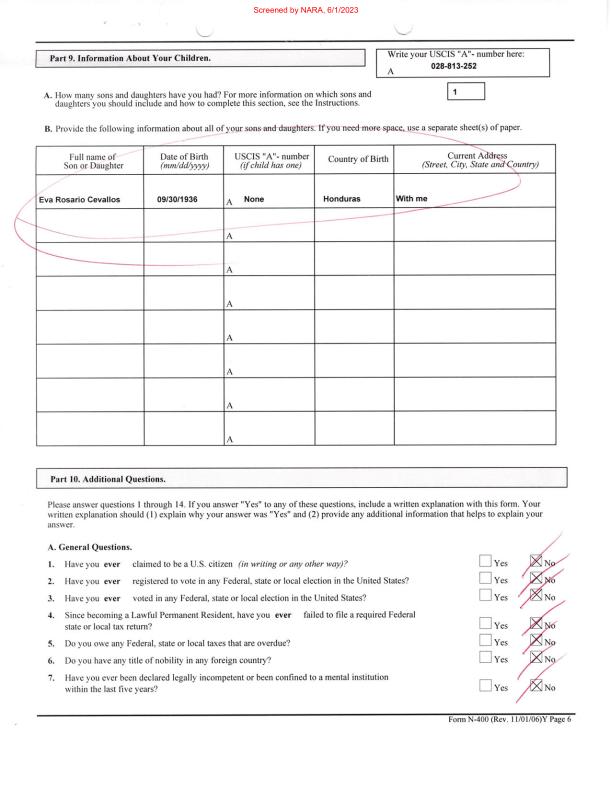 Screened by NARA, 6/1/2023
Part 9. Information About Your Children.
Write your USCIS "A"- number here:
A 028-813-252
A. How many sons and daughters have you had? For more information on which sons and
daughters you should include and how to complete this section, see the Instructions.
1
B. Provide the following information about all of your sons and daughters. If you need more space, use a separate sheet(s) of paper.
Full name of Son or Daughter
Date of Birth (mm/dd/yyyy)
USCIS "A"- number (if child has one)
Country of Birth
Current Address (Street, City, State and Country)
Eva Rosario Cevallos 09/30/1936 A None Honduras With me
A
A
A
A
A
A
A
Part 10. Additional Questions.
Please answer questions 1 through 14. If you answer "Yes" to any of these questions, include a written explanation with this form. Your
written explanation should (1) explain why your answer was "Yes" and (2) provide any additional information that helps to explain your
answer.
A. General Questions.
1. Have you ever claimed to be a U.S. citizen (in writing or any other way)? Yes No
2. Have you ever registered to vote in any Federal, state or local election in the United States? Yes No
3. Have you ever voted in any Federal, state or local election in the United States? Yes No
4. Since becoming a Lawful Permanent Resident, have you ever failed to file a required Federal
state or local tax return? Yes No
5. Do you owe any Federal, state or local taxes that are overdue? Yes No
6. Do you have any title of nobility in any foreign country? Yes No
7. Have you ever been declared legally incompetent or been confined to a mental institution
within the last five years? Yes No
Form N-400 (Rev. 11/01/06)Y Page 6